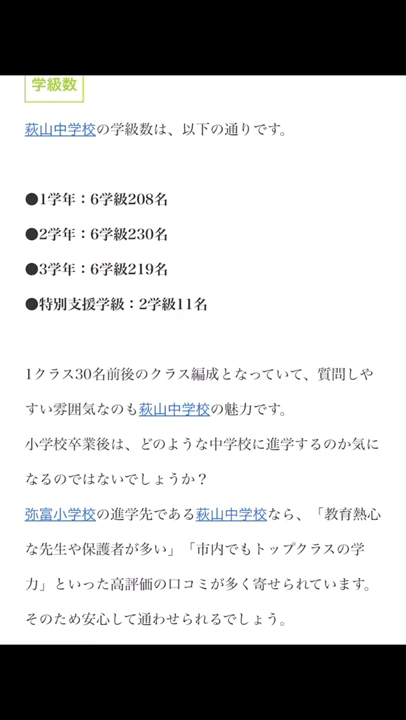 学級数
萩山中学校の学級数は、以下の通りです。
●1学年：6学級208名
●2学年：6学級230名
●3学年：6学級219名
●特別支援学級：2学級11名
1クラス30名前後のクラス編成となっていて、質問しや
すい雰囲気なのも萩山中学校の魅力です。
小学校卒業後は、どのような中学校に進学するのか気に
なるのではないでしょうか？
弥富小学校の進学先である萩山中学校なら、「教育熱心
な先生や保護者が多い」「市内でもトップクラスの学
力」といった高評価の口コミが多く寄せられています。
そのため安心して通わせられるでしょう。